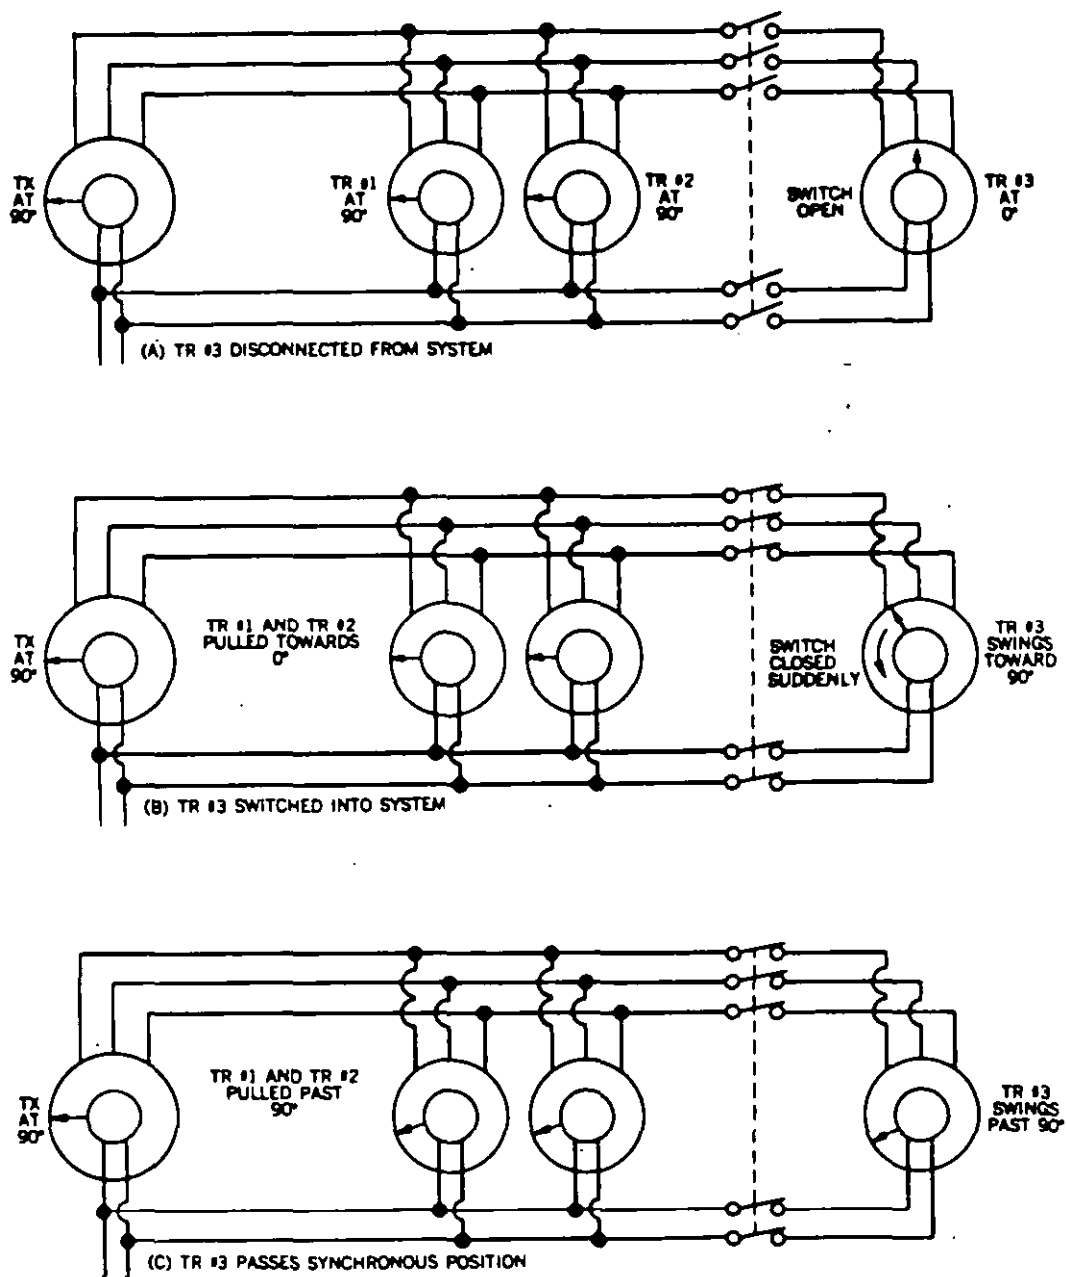 TX
AT
90°
TR #1
AT
90°
TR #2
AT
90°
SWITCH
OPEN
TR #3
AT
0°
(A) TR #3 DISCONNECTED FROM SYSTEM
TX
AT
90°
TR #1 AND TR #2
PULLED TOWARDS
0°
SWITCH
CLOSED
SUDDENLY
TR #3
SWINGS
TOWARD
90°
(B) TR #3 SWITCHED INTO SYSTEM
TX
AT
90°
TR #1 AND TR #2
PULLED PAST
90°
TR #3
SWINGS
PAST 90°
(C) TR #3 PASSES SYNCHRONOUS POSITION